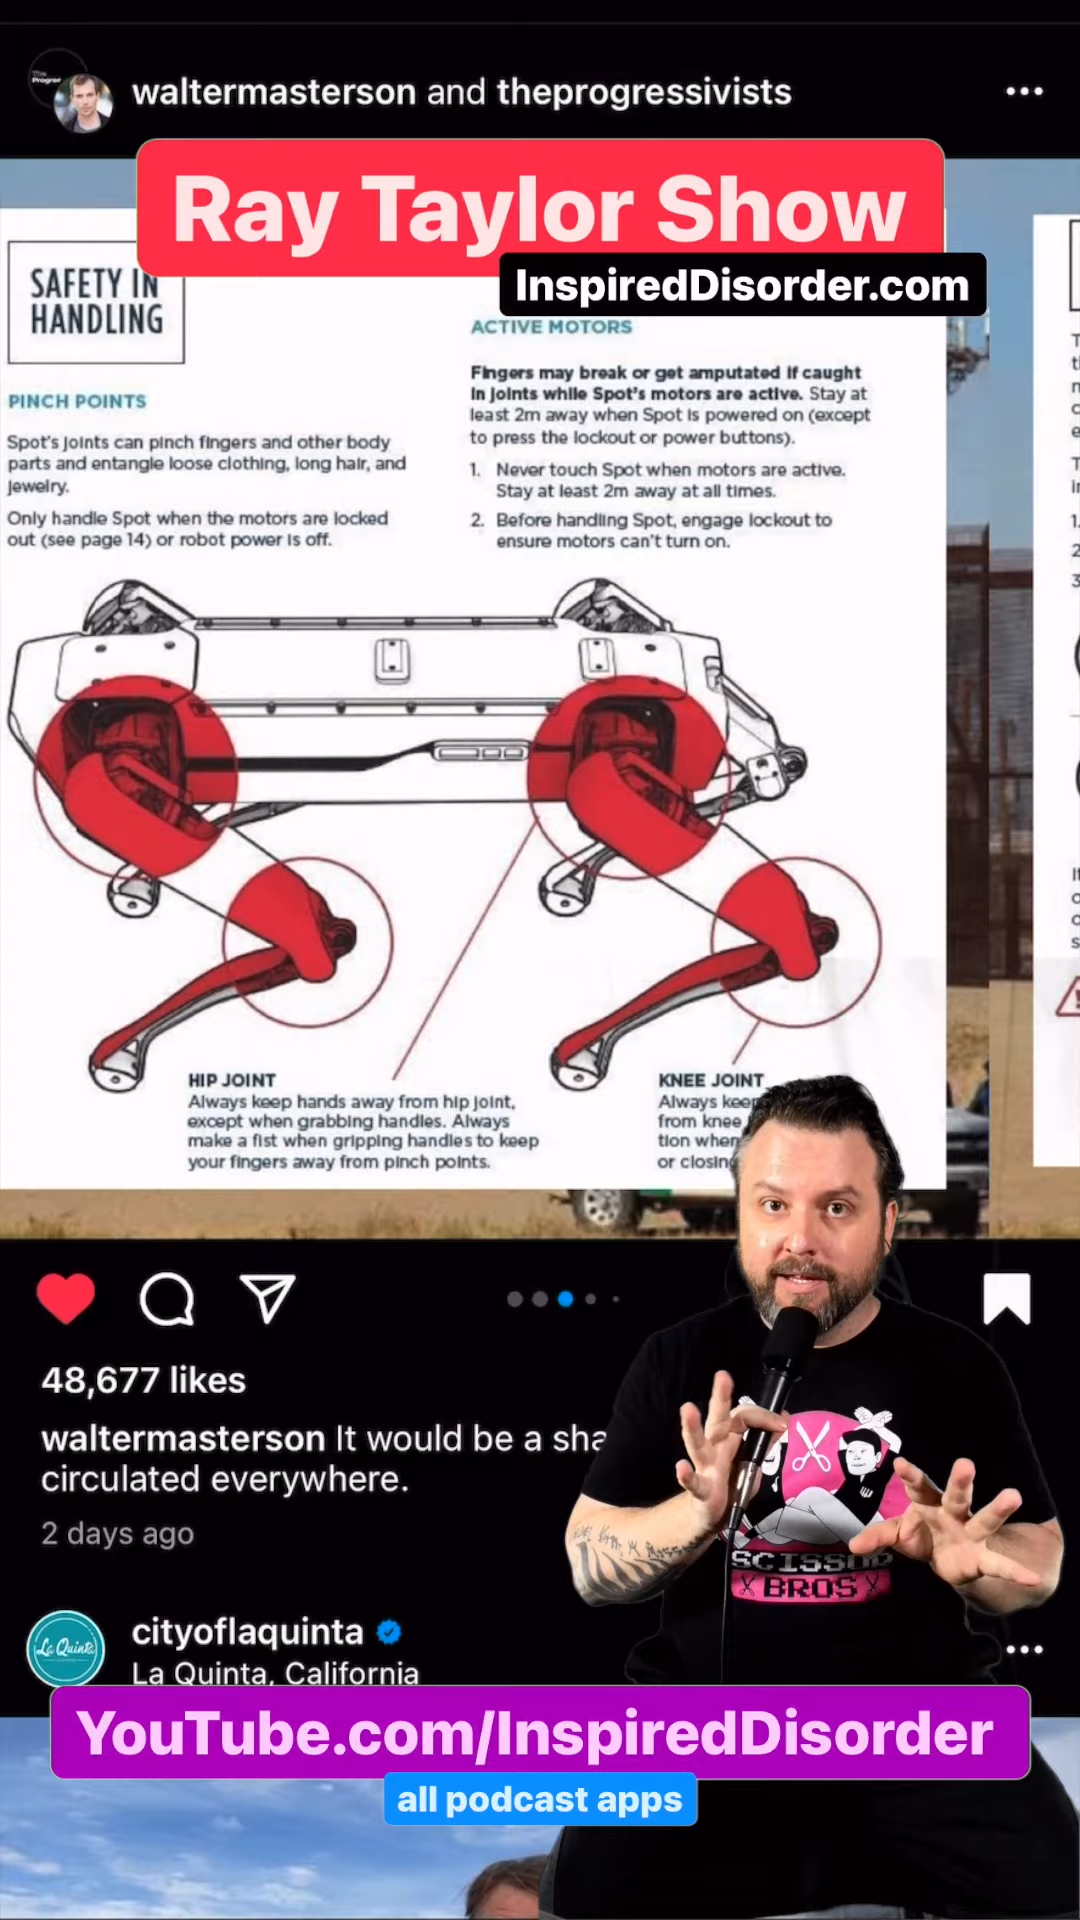 waltermasterson and theprogressivists
Ray Taylor Show
InspiredDisorder.com
SAFETY IN
HANDLING
PINCH POINTS
Spot's joints can pinch fingers and other body
parts and entangle loose clothing, long hair, and
jewelry.
Only handle Spot when the motors are locked
out (see page 14) or robot power is off.
ACTIVE MOTORS
Fingers may break or get amputated if caught
in joints while Spot's motors are active. Stay at
least 2m away when Spot is powered on (except
to press the lockout or power buttons).
1. Never touch Spot when motors are active.
Stay at least 2m away at all times.
2. Before handling Spot, engage lockout to
ensure motors can't turn on.
HIP JOINT
Always keep hands away from hip joint,
except when grabbing handles. Always
make a fist when gripping handles to keep
your fingers away from pinch points.
KNEE JOINT
Always keep
from knee
tion when
or closing
48,677 likes
waltermasterson It would be a sha
circulated everywhere.
2 days ago
SCISSOR
BROS
La Quinta
cityoflaquinta
La Quinta, California
YouTube.com/InspiredDisorder
all podcast apps